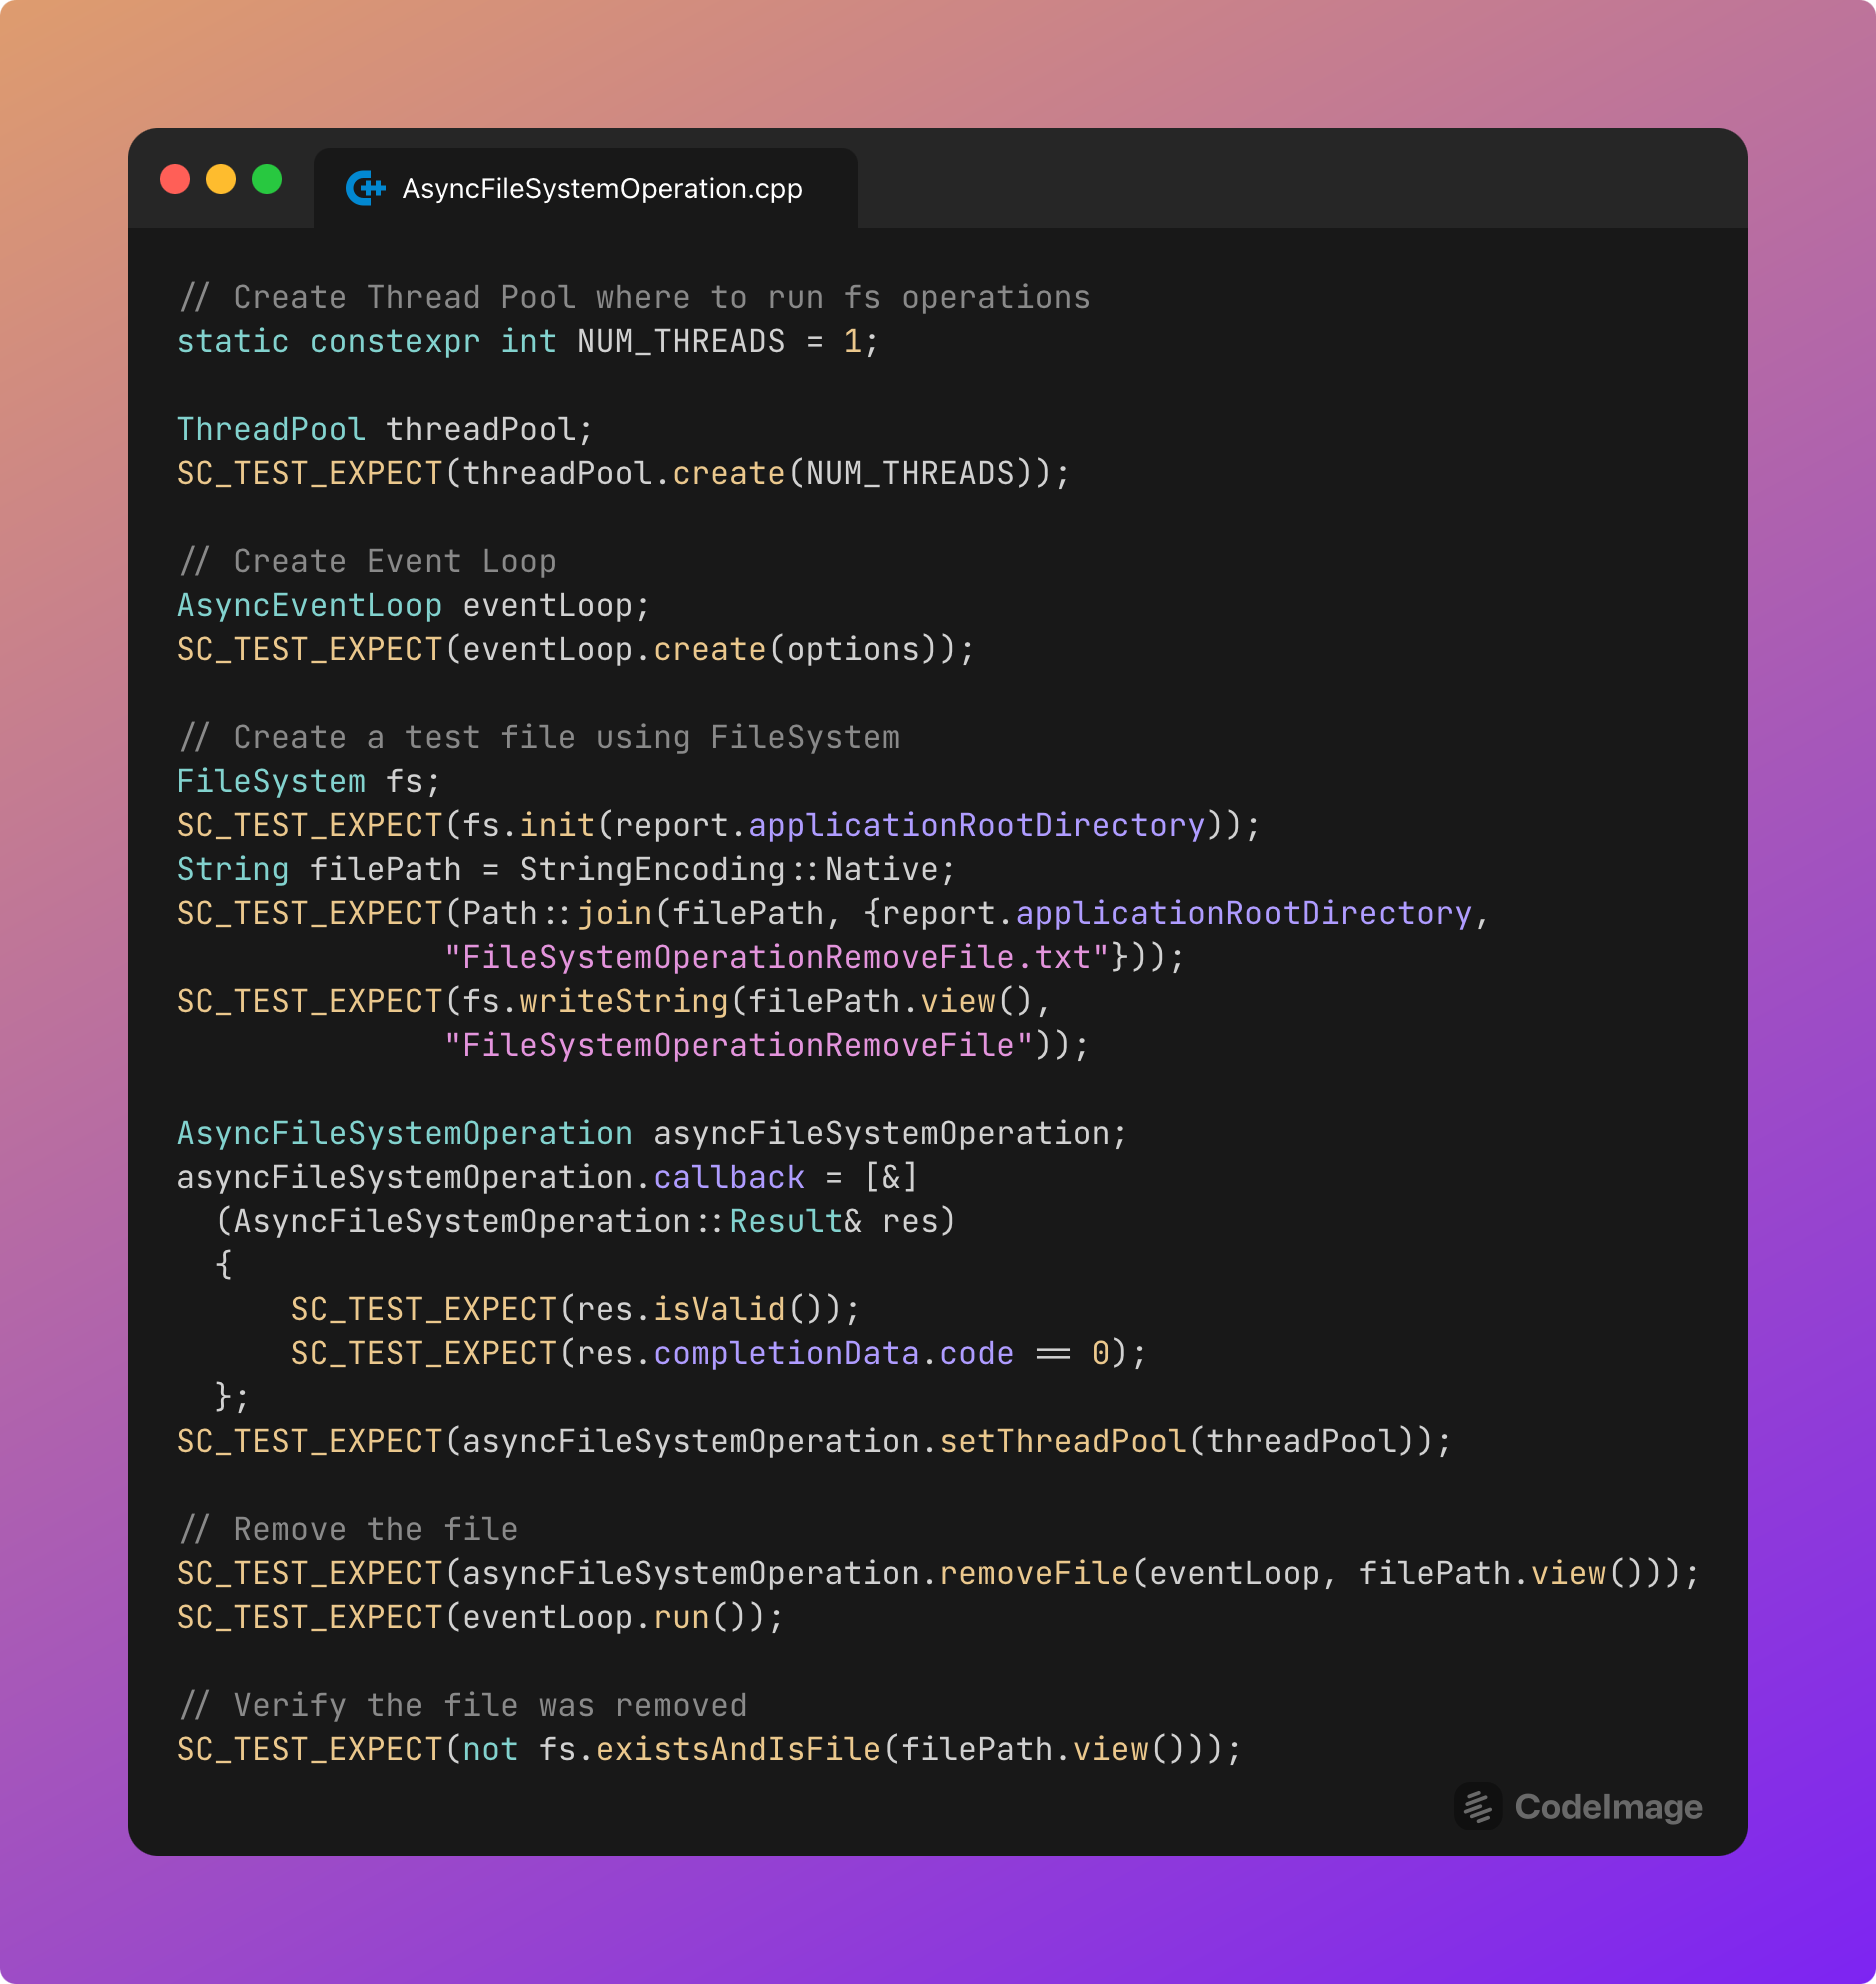 AsyncFileSystemOperation.cpp
// Create Thread Pool where to run fs operations
static constexpr int NUM_THREADS = 1;
ThreadPool threadPool;
SC_TEST_EXPECT(threadPool.create(NUM_THREADS));
// Create Event Loop
AsyncEventLoop eventLoop;
SC_TEST_EXPECT(eventLoop.create(options));
// Create a test file using FileSystem
FileSystem fs;
SC_TEST_EXPECT(fs.init(report.applicationRootDirectory));
String filePath = StringEncoding::Native;
SC_TEST_EXPECT(Path::join(filePath, {report.applicationRootDirectory,
              "FileSystemOperationRemoveFile.txt"}));
SC_TEST_EXPECT(fs.writeString(filePath.view(),
              "FileSystemOperationRemoveFile"));
AsyncFileSystemOperation asyncFileSystemOperation;
asyncFileSystemOperation.callback = [&]
  (AsyncFileSystemOperation::Result& res)
  {
      SC_TEST_EXPECT(res.isValid());
      SC_TEST_EXPECT(res.completionData.code == 0);
  };
SC_TEST_EXPECT(asyncFileSystemOperation.setThreadPool(threadPool));
// Remove the file
SC_TEST_EXPECT(asyncFileSystemOperation.removeFile(eventLoop, filePath.view()));
SC_TEST_EXPECT(eventLoop.run());
// Verify the file was removed
SC_TEST_EXPECT(not fs.existsAndIsFile(filePath.view()));
CodeImage